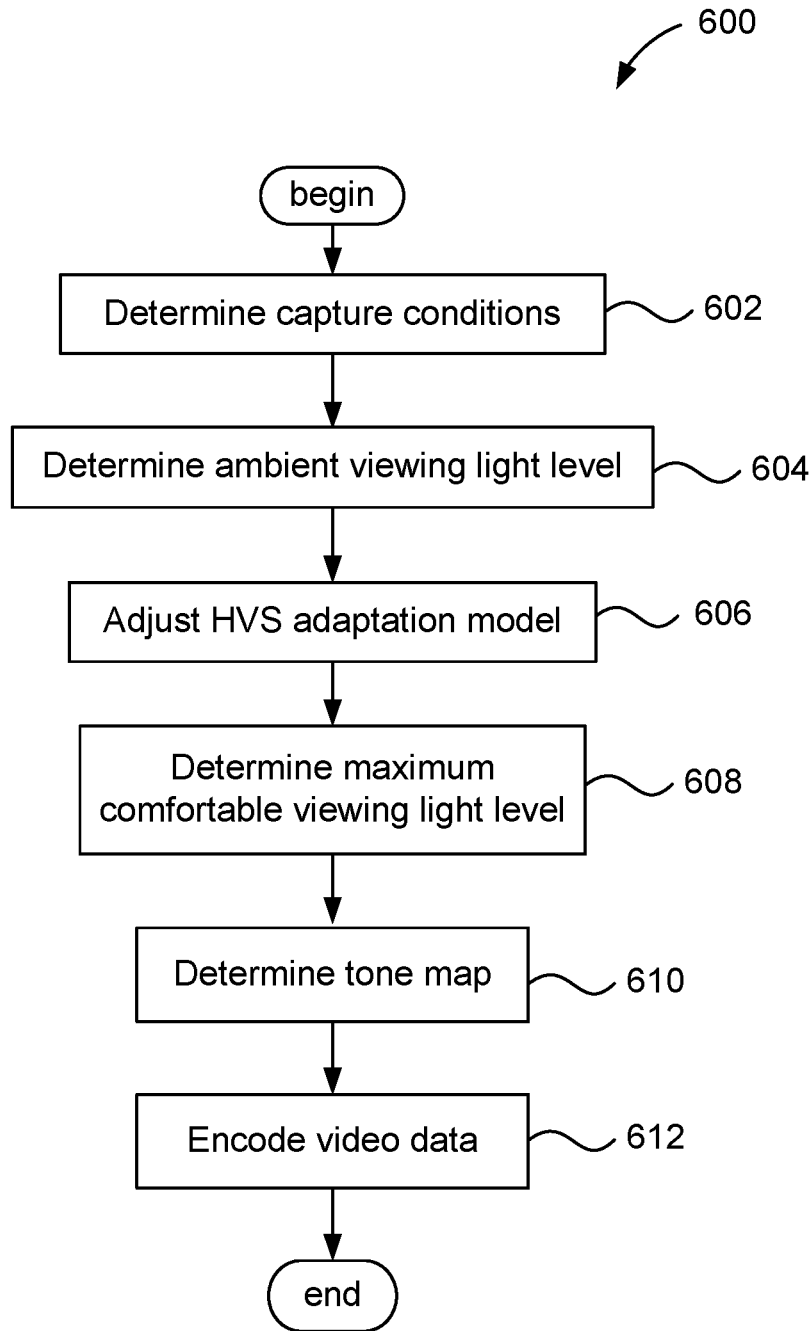 600
begin
Determine capture conditions
602
Determine ambient viewing light level
604
Adjust HVS adaptation model
606
Determine maximum
comfortable viewing light level
608
Determine tone map
610
Encode video data
612
end